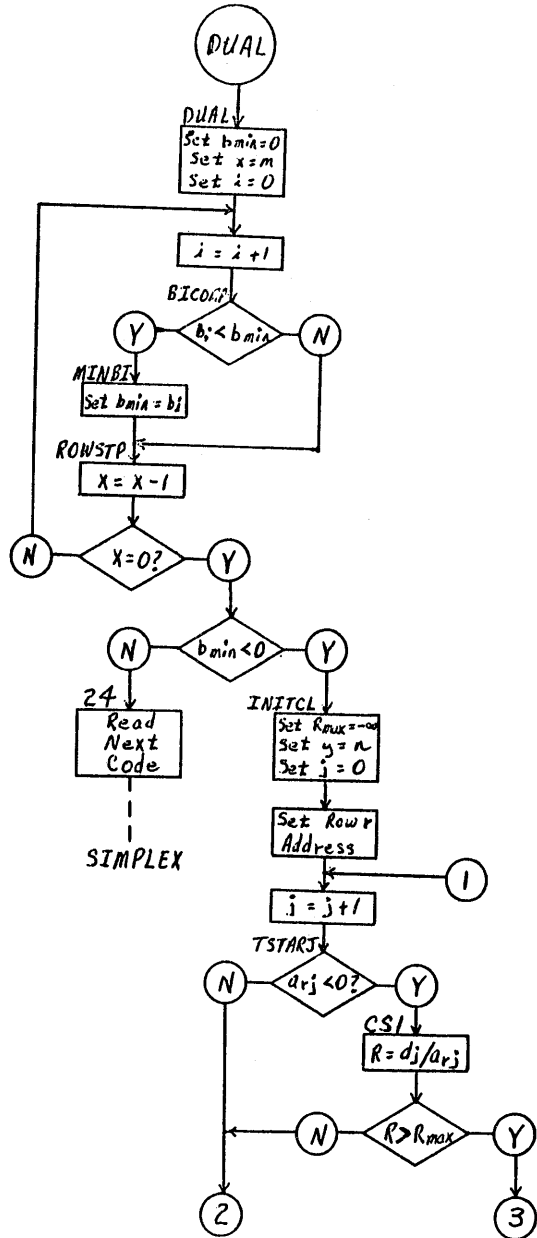 DUAL
DUAL
Set bmin=0
Set x=m
Set i=0
i = i+1
BICOMP
Y
bi<bmin
N
MINBI
Set bmin=bi
ROWSTP
X = X-1
N
X=0?
Y
N
bmin<0
Y
24
Read
Next
Code
SIMPLEX
INITCL
Set Rmax=-∞
Set y=n
Set j=0
Set Row r
Address
1
j = j+1
TSTARJ
N
arj<0?
Y
CS1
R=dj/arj
N
R>Rmax
Y
2
3